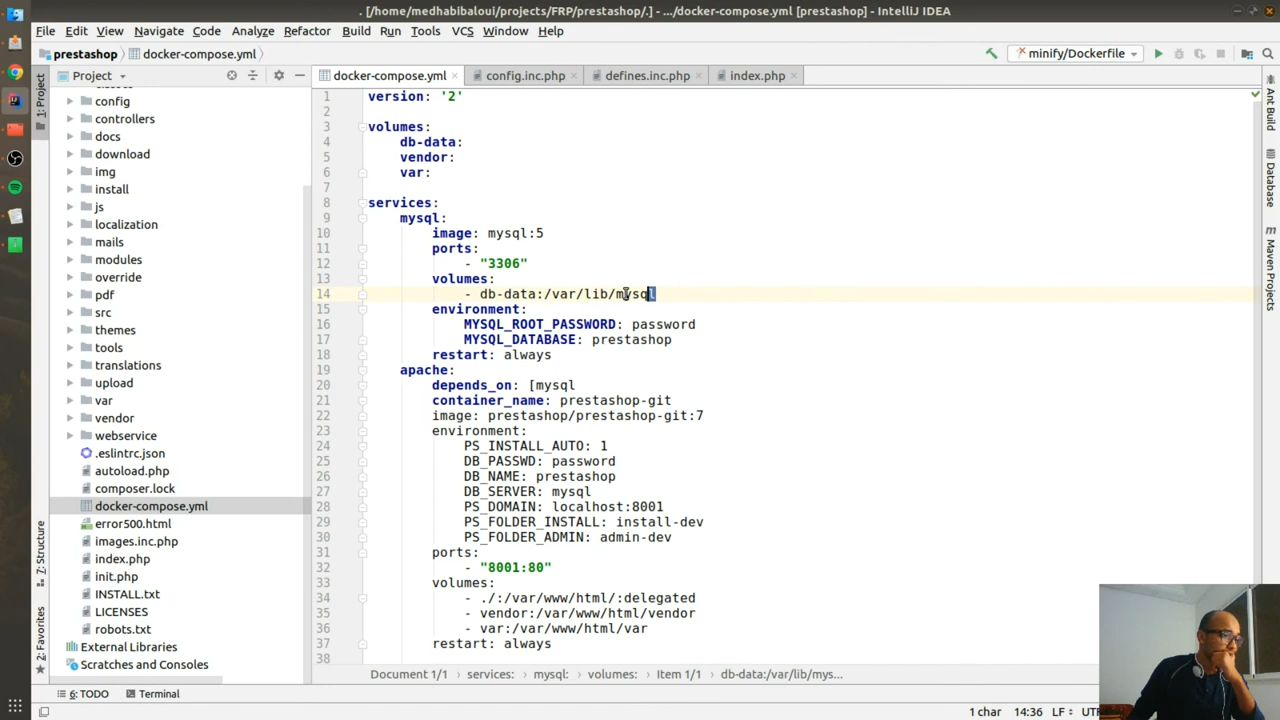 . [/home/medhabibaloui/projects/FRP/prestashop/.] - .../docker-compose.yml [prestashop] - IntelliJ IDEA
File Edit View Navigate Code Analyze Refactor Build Run Tools VCS Window Help
prestashop docker-compose.yml minify/Dockerfile
Project
docker-compose.yml config.inc.php defines.inc.php index.php
1: Project
config
controllers
docs
download
img
install
js
localization
mails
modules
override
pdf
src
themes
tools
translations
upload
var
vendor
webservice
.eslintrc.json
autoload.php
composer.lock
docker-compose.yml
error500.html
images.inc.php
index.php
init.php
INSTALL.txt
LICENSES
robots.txt
External Libraries
Scratches and Consoles
7: Structure
2: Favorites
1 version: '2'
2
3 volumes:
4 db-data:
5 vendor:
6 var:
7
8 services:
9 mysql:
10 image: mysql:5
11 ports:
12 - "3306"
13 volumes:
14 - db-data:/var/lib/mysql
15 environment:
16 MYSQL_ROOT_PASSWORD: password
17 MYSQL_DATABASE: prestashop
18 restart: always
19 apache:
20 depends_on: [mysql
21 container_name: prestashop-git
22 image: prestashop/prestashop-git:7
23 environment:
24 PS_INSTALL_AUTO: 1
25 DB_PASSWD: password
26 DB_NAME: prestashop
27 DB_SERVER: mysql
28 PS_DOMAIN: localhost:8001
29 PS_FOLDER_INSTALL: install-dev
30 PS_FOLDER_ADMIN: admin-dev
31 ports:
32 - "8001:80"
33 volumes:
34 - ./:/var/www/html/:delegated
35 - vendor:/var/www/html/vendor
36 - var:/var/www/html/var
37 restart: always
38
Ant Build
Database
Maven Projects
Document 1/1 services: mysql: volumes: Item 1/1 db-data:/var/lib/mys...
6: TODO Terminal
1 char 14:36 LF